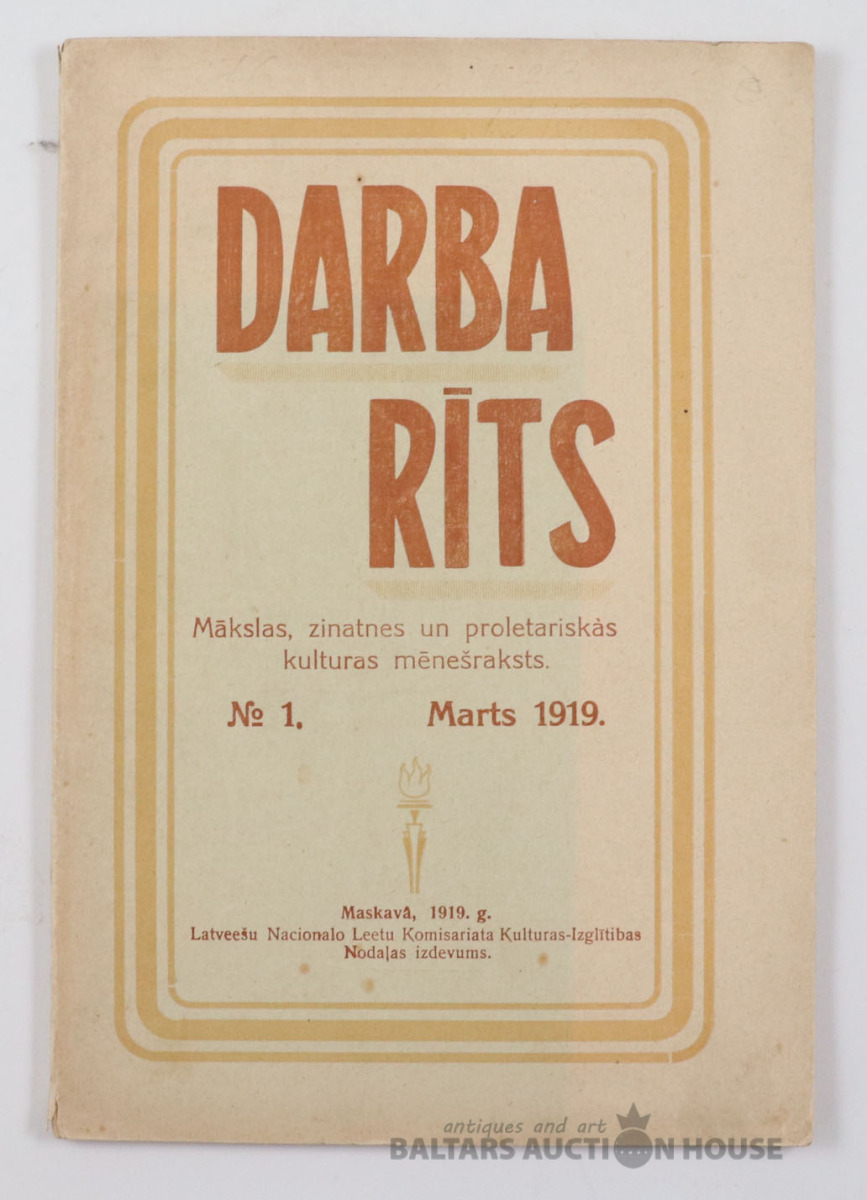 DARBA
RĪTS
Mākslas, zinatnes un proletariskàs
kulturas mēnešraksts.
№ 1. Marts 1919.
Maskavâ, 1919. g.
Latveešu Nacionalo Leetu Komisariata Kulturas-Izglītibas
Nodaļas izdevums.
antiques and art
BALTARS AUCTION HOUSE